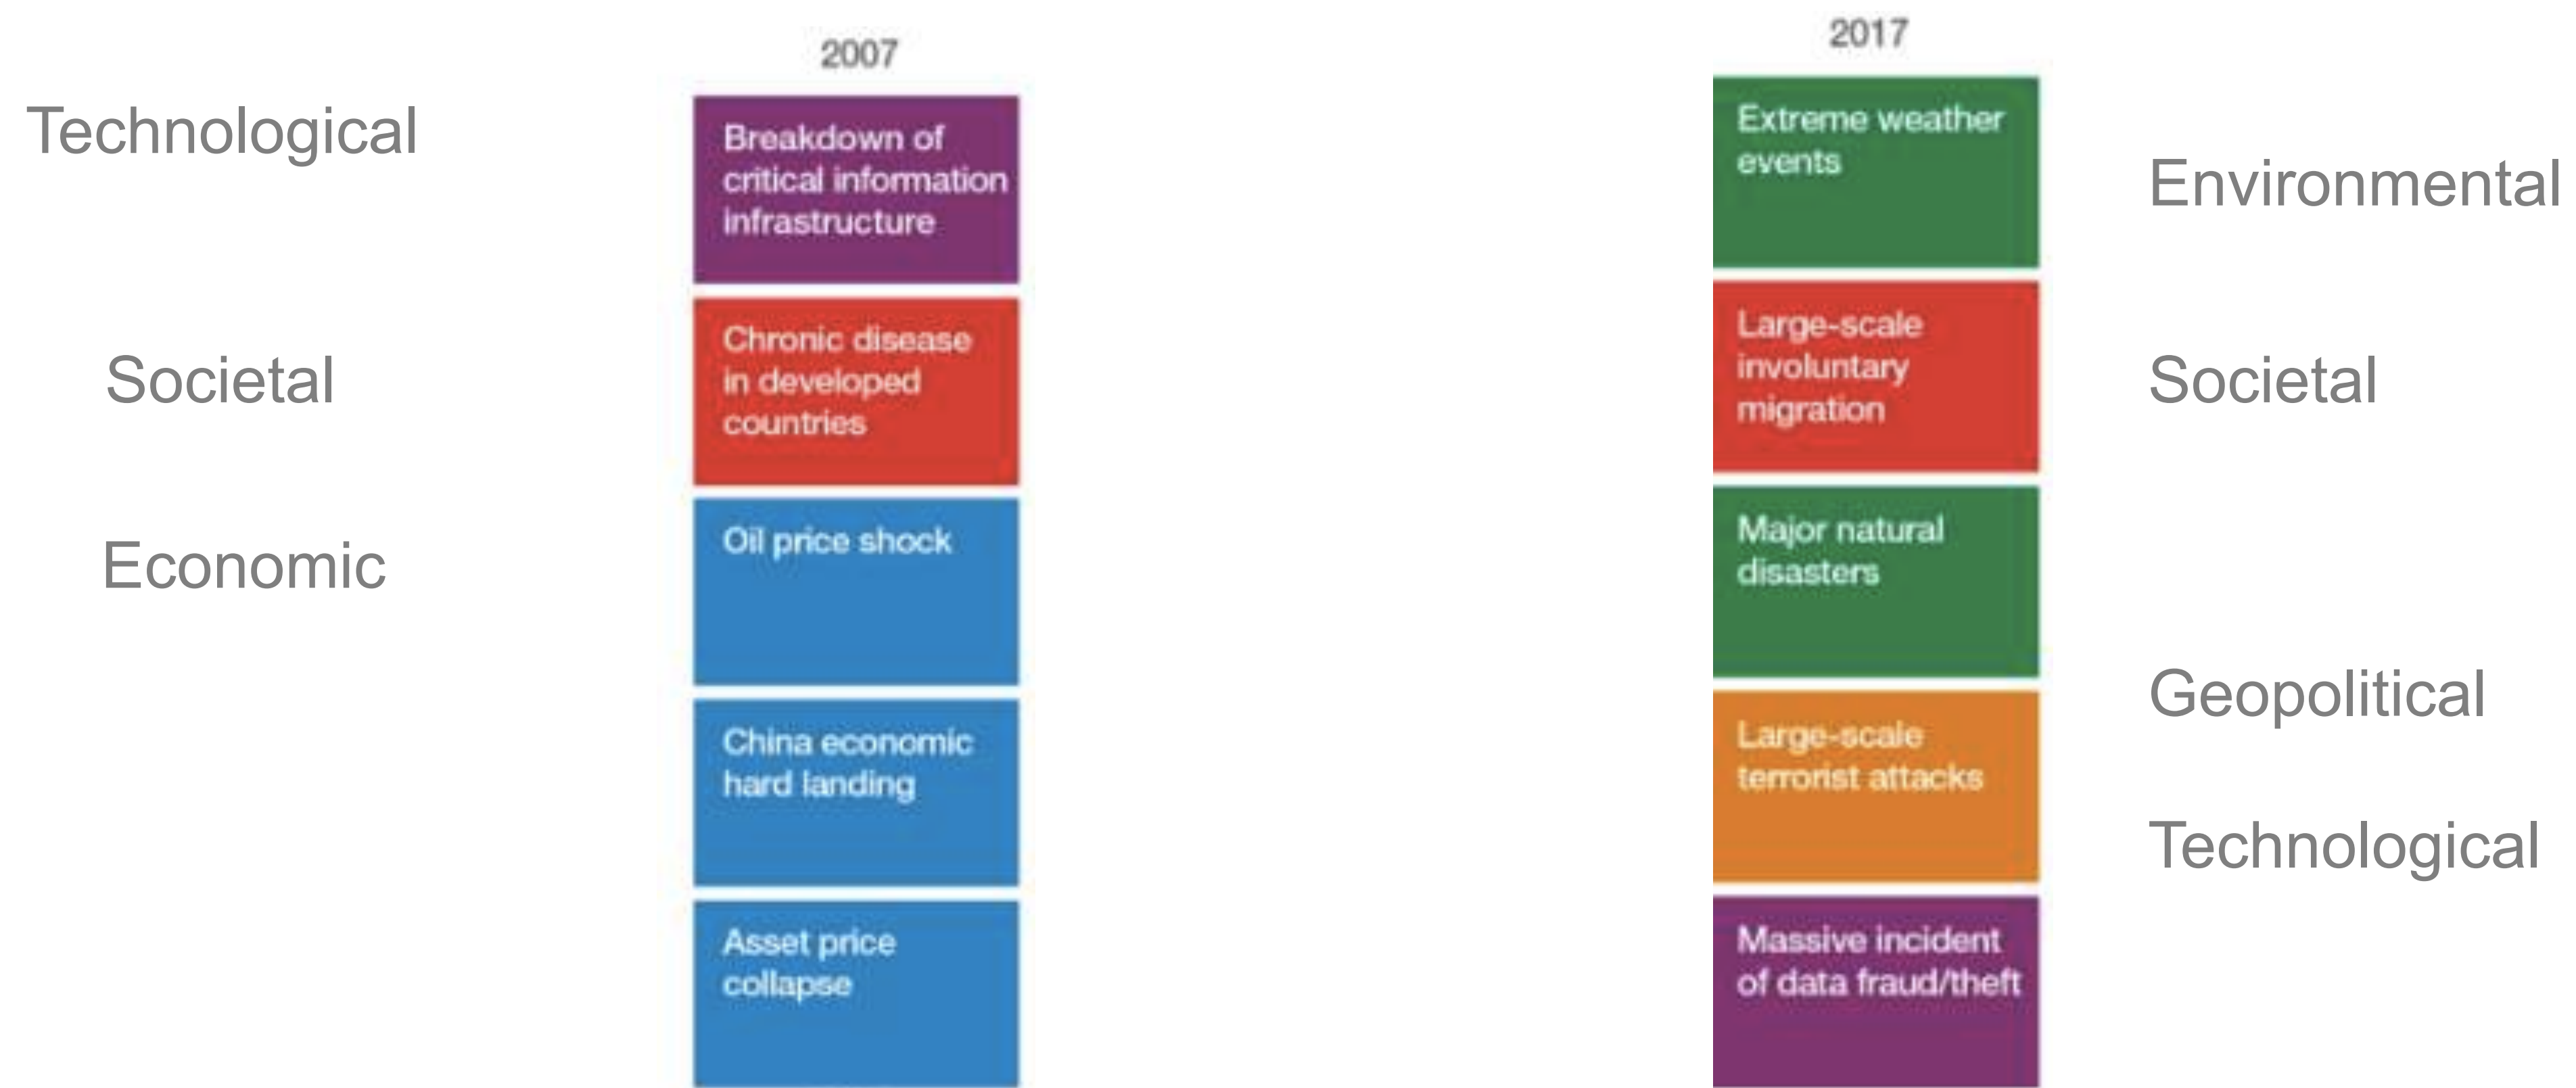 2007
Technological
Breakdown of
critical information
infrastructure
Societal
Chronic disease
in developed
countries
Economic
Oil price shock
China economic
hard landing
Asset price
collapse
2017
Extreme weather
events
Environmental
Large-scale
involuntary
migration
Societal
Major natural
disasters
Geopolitical
Large-scale
terrorist attacks
Technological
Massive incident
of data fraud/theft